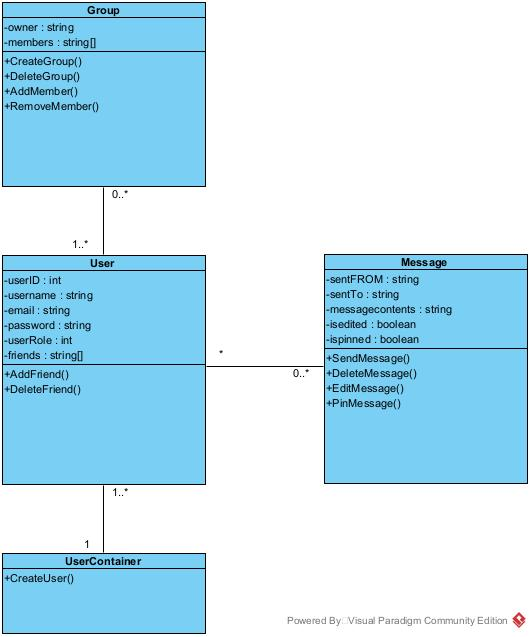 Group
-owner : string
-members : string[]
+CreateGroup()
+DeleteGroup()
+AddMember()
+RemoveMember()
0..*
1..*
User
-userID : int
-username : string
-email : string
-password : string
-userRole : int
-friends : string[]
+AddFriend()
+DeleteFriend()
*
0..*
Message
-sentFROM : string
-sentTo : string
-messagecontents : string
-isedited : boolean
-ispinned : boolean
+SendMessage()
+DeleteMessage()
+EditMessage()
+PinMessage()
1..*
1
UserContainer
+CreateUser()
Powered By Visual Paradigm Community Edition